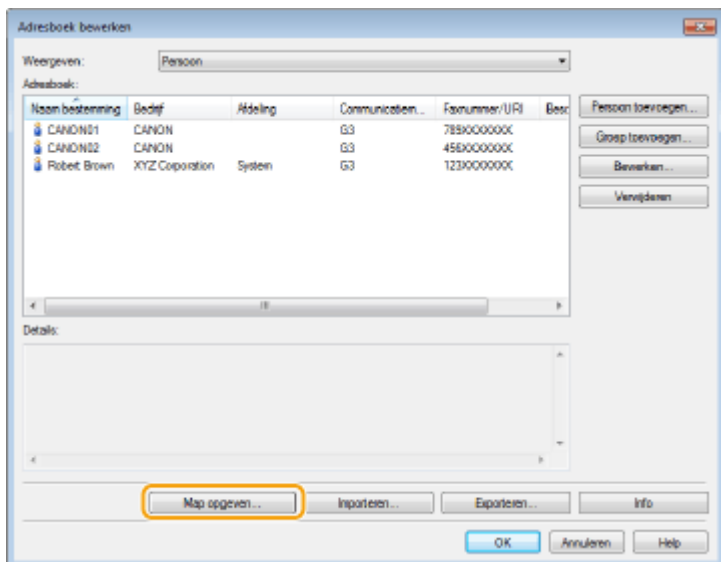 Adresboek bewerken
Weergeven: Persoon
Adresboek:
Naam bestemming Bedrijf Afdeling Communicatiem... Faxnummer/URI Besc
CANON01 CANON G3 789XXXXXXX
CANON02 CANON G3 456XXXXXXX
Robert Brown XYZ Corporation System G3 123XXXXXXX
Persoon toevoegen...
Groep toevoegen...
Bewerken...
Verwijderen
Details:
Map opgeven... Importeren... Exporteren... Info
OK Annuleren Help